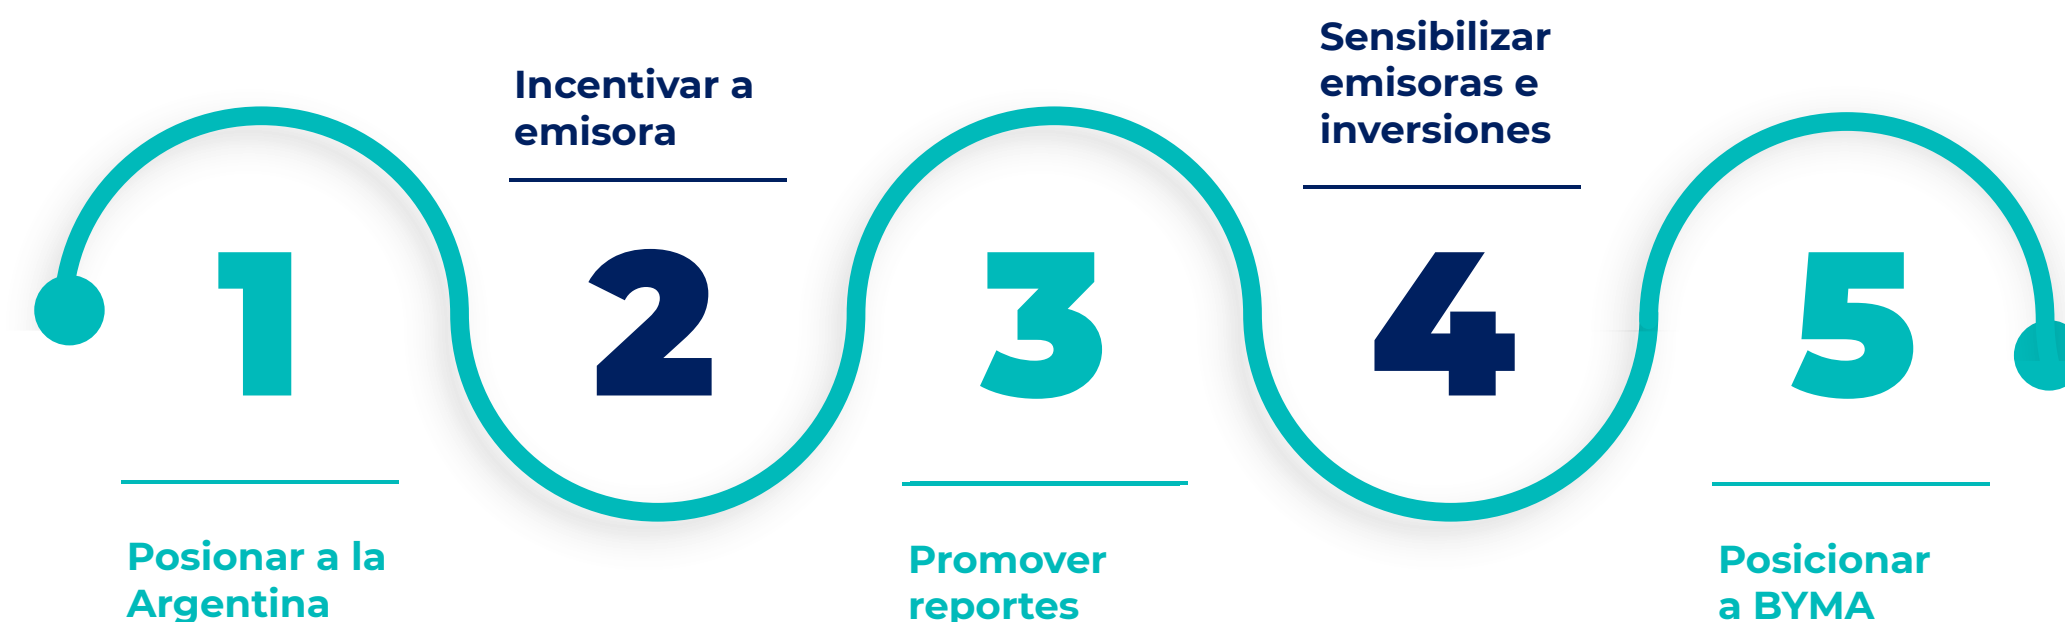 1
Posionar a la
Argentina
Incentivar a
emisora
2
3
Promover
reportes
Sensibilizar
emisoras e
inversiones
4
5
Posicionar
a BYMA